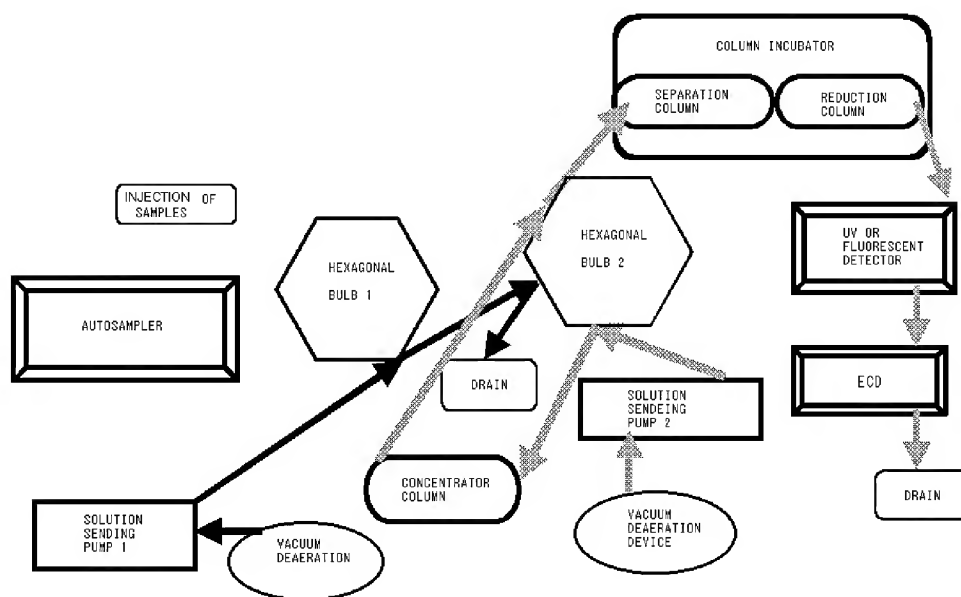 COLUMN INCUBATOR
SEPARATION
COLUMN
REDUCTION
COLUMN
INJECTION OF
SAMPLES
HEXAGONAL
BULB 1
HEXAGONAL
BULB 2
UV OR
FLUORESCENT
DETECTOR
AUTOSAMPLER
DRAIN
SOLUTION
SENDEING
PUMP 2
ECD
CONCENTRATOR
COLUMN
DRAIN
SOLUTION
SENDING
PUMP 1
VACUUM
DEAERATION
VACUUM
DEAERATION
DEVICE